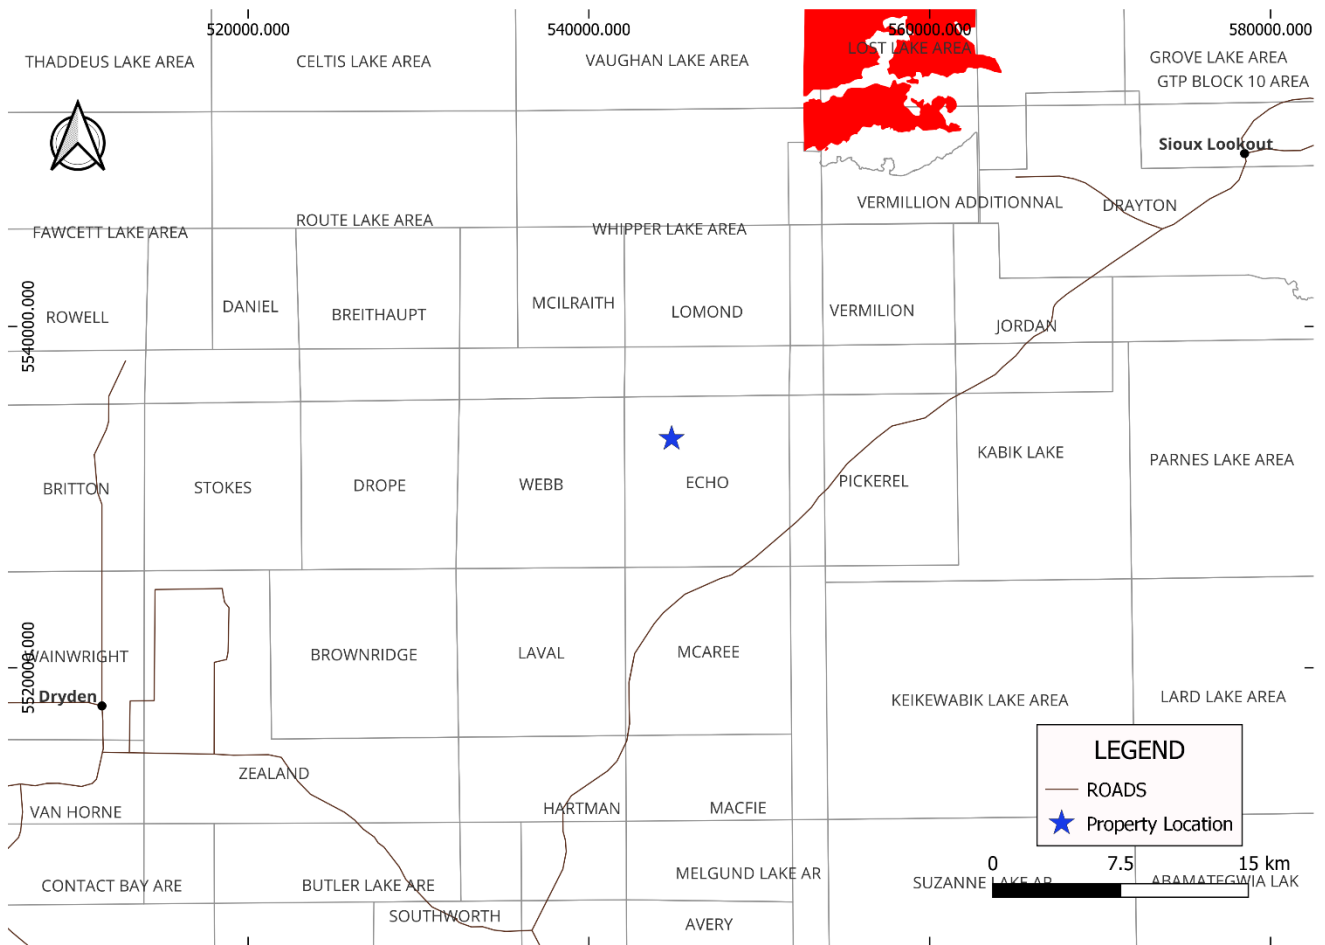 520000.000
540000.000
560000.000
580000.000
THADDEUS LAKE AREA
CELTIS LAKE AREA
VAUGHAN LAKE AREA
LOST LAKE AREA
GROVE LAKE AREA
GTP BLOCK 10 AREA
Sioux Lookout
VERMILLION ADDITIONNAL
DRAYTON
FAWCETT LAKE AREA
ROUTE LAKE AREA
WHIPPER LAKE AREA
5540000.000
ROWELL
DANIEL
BREITHAUPT
MCILRAITH
LOMOND
VERMILION
JORDAN
BRITTON
STOKES
DROPE
WEBB
ECHO
PICKEREL
KABIK LAKE
PARNES LAKE AREA
5520000.000
WAINWRIGHT
BROWNRIDGE
LAVAL
MCAREE
Dryden
KEIKEWABIK LAKE AREA
LARD LAKE AREA
LEGEND
ROADS
Property Location
ZEALAND
VAN HORNE
HARTMAN
MACFIE
0 7.5 15 km
CONTACT BAY ARE
BUTLER LAKE ARE
MELGUND LAKE AR
SUZANNE LAKE AR
ABAMATEGWIA LAK
SOUTHWORTH
AVERY